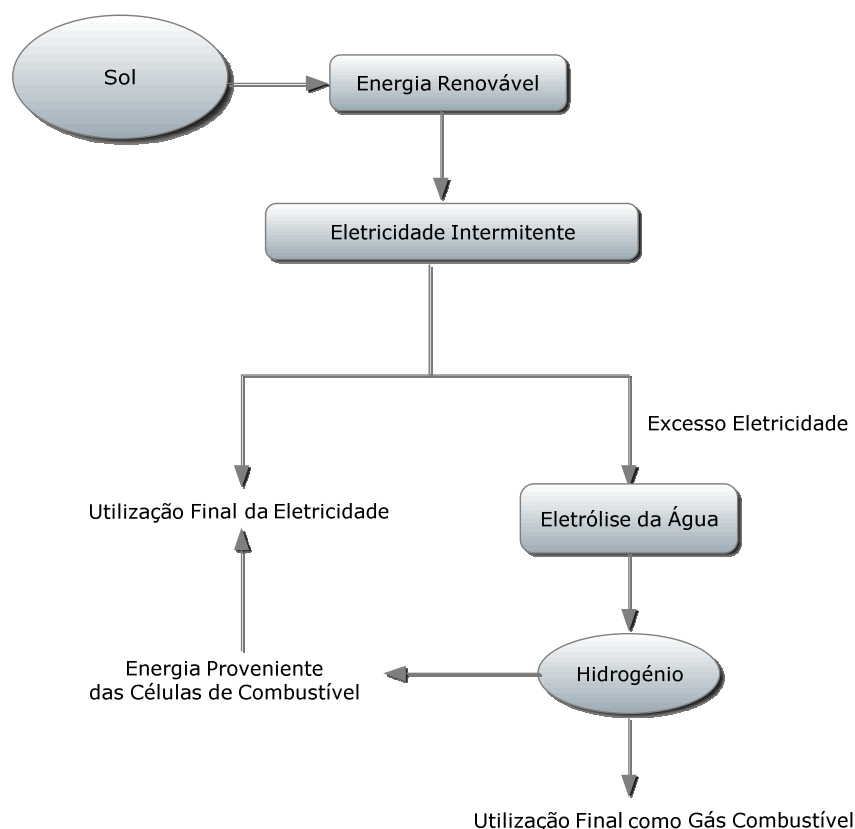 Sol
Energia Renovável
Eletricidade Intermitente
Excesso Eletricidade
Utilização Final da Eletricidade
Eletrólise da Água
Energia Proveniente
das Células de Combustível
Hidrogénio
Utilização Final como Gás Combustível